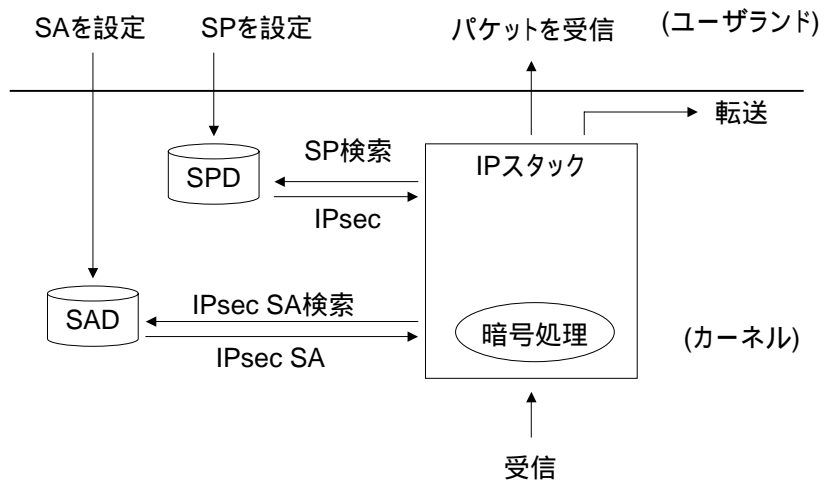 SAを設定
SPを設定
パケットを受信
(ユーザランド)
転送
SP検索
IPスタック
SPD
IPsec
IPsec SA検索
SAD
暗号処理
(カーネル)
IPsec SA
受信